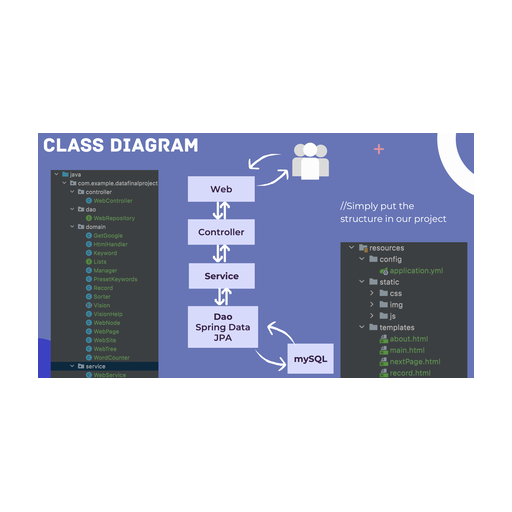 CLASS DIAGRAM
java
com.example.datafinalproject
controller
WebController
dao
WebRepository
domain
GetGoogle
HtmlHandler
Keyword
Lista
Manager
PresetKeywords
Record
Sorter
Vision
VisionHelp
WebNode
WebPage
WebSite
WebTree
WordCounter
service
WebService
Web
Controller
Service
Dao
Spring Data
JPA
mySQL
//Simply put the
structure in our project
resources
config
application.yml
static
css
img
js
templates
about.html
main.html
nextPage.html
record.html